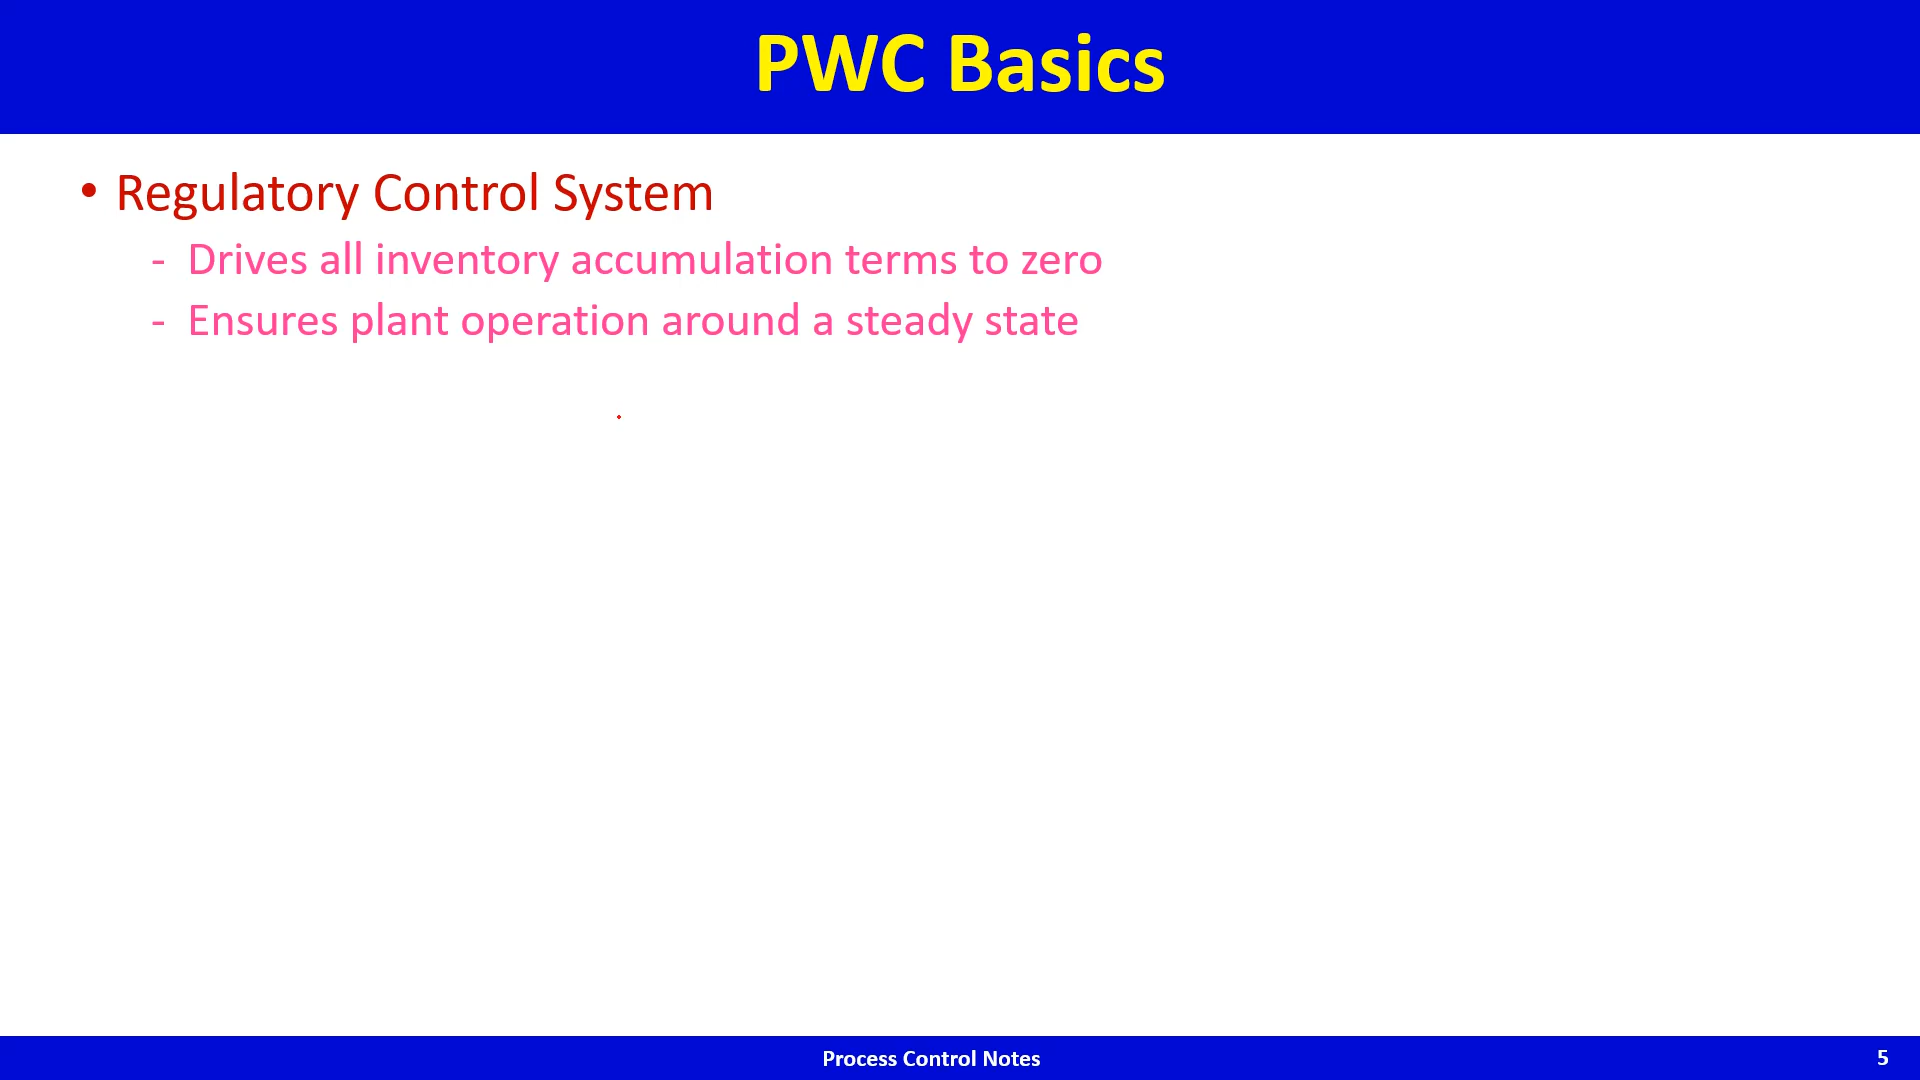 PWC Basics
• Regulatory Control System
- Drives all inventory accumulation terms to zero
- Ensures plant operation around a steady state
Process Control Notes
5